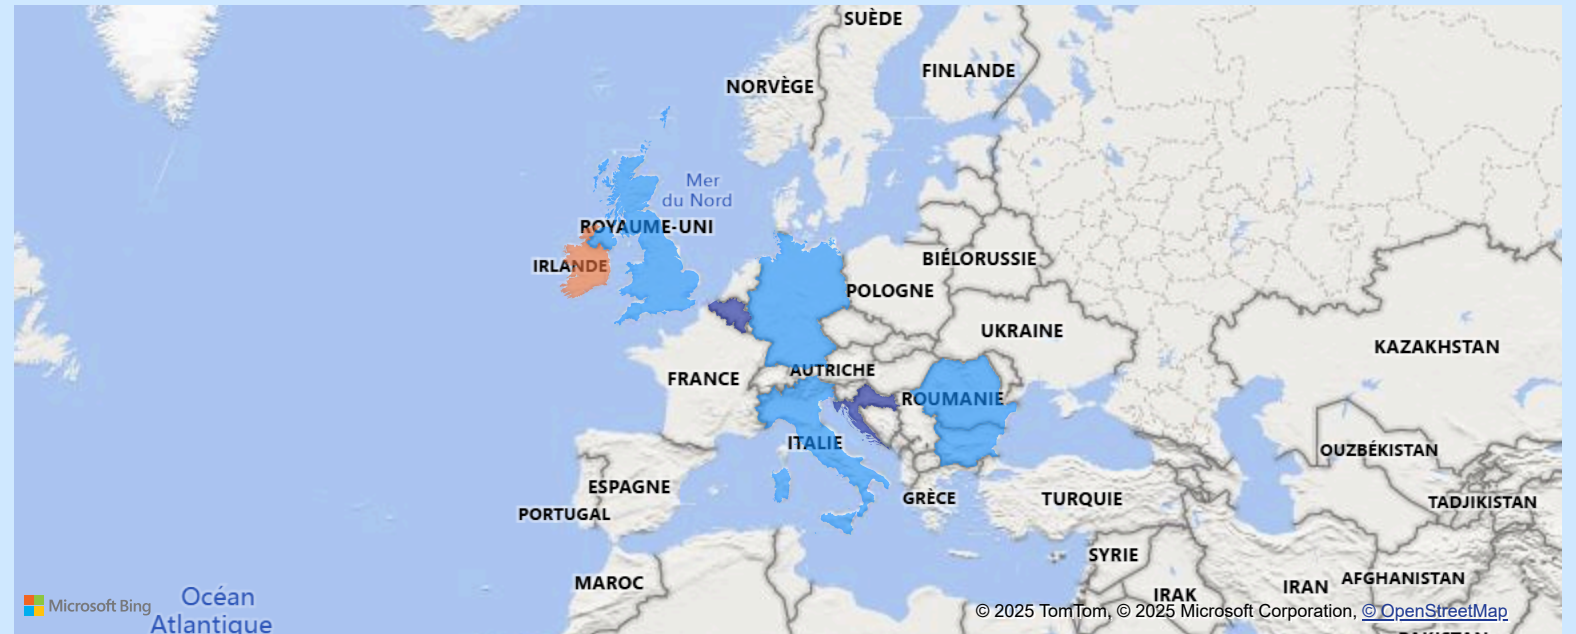 SUÈDE
FINLANDE
NORVÈGE
Mer
du Nord
ROYAUME-UNI
IRLANDE
BIÉLORUSSIE
POLOGNE
UKRAINE
KAZAKHSTAN
AUTRICHE
FRANCE
ROUMANIE
ITALIE
OUZBÉKISTAN
ESPAGNE
GRÈCE
TURQUIE
TADJIKISTAN
PORTUGAL
SYRIE
MAROC
IRAN
AFGHANISTAN
IRAK
Océan
Atlantique
Microsoft Bing
© 2025 TomTom, © 2025 Microsoft Corporation, © OpenStreetMap